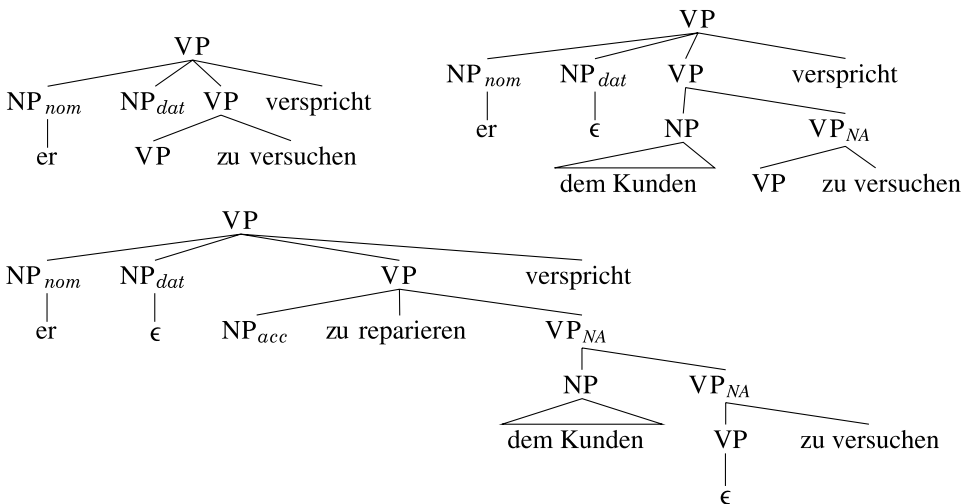 VP
NP nom NP dat VP verspricht
er VP zu versuchen
VP
NP nom NP dat VP verspricht
er ϵ NP VP NA
dem Kunden VP zu versuchen
VP
NP nom NP dat VP verspricht
er ϵ NP acc zu reparieren VP NA
NP VP NA
dem Kunden VP zu versuchen
ϵ